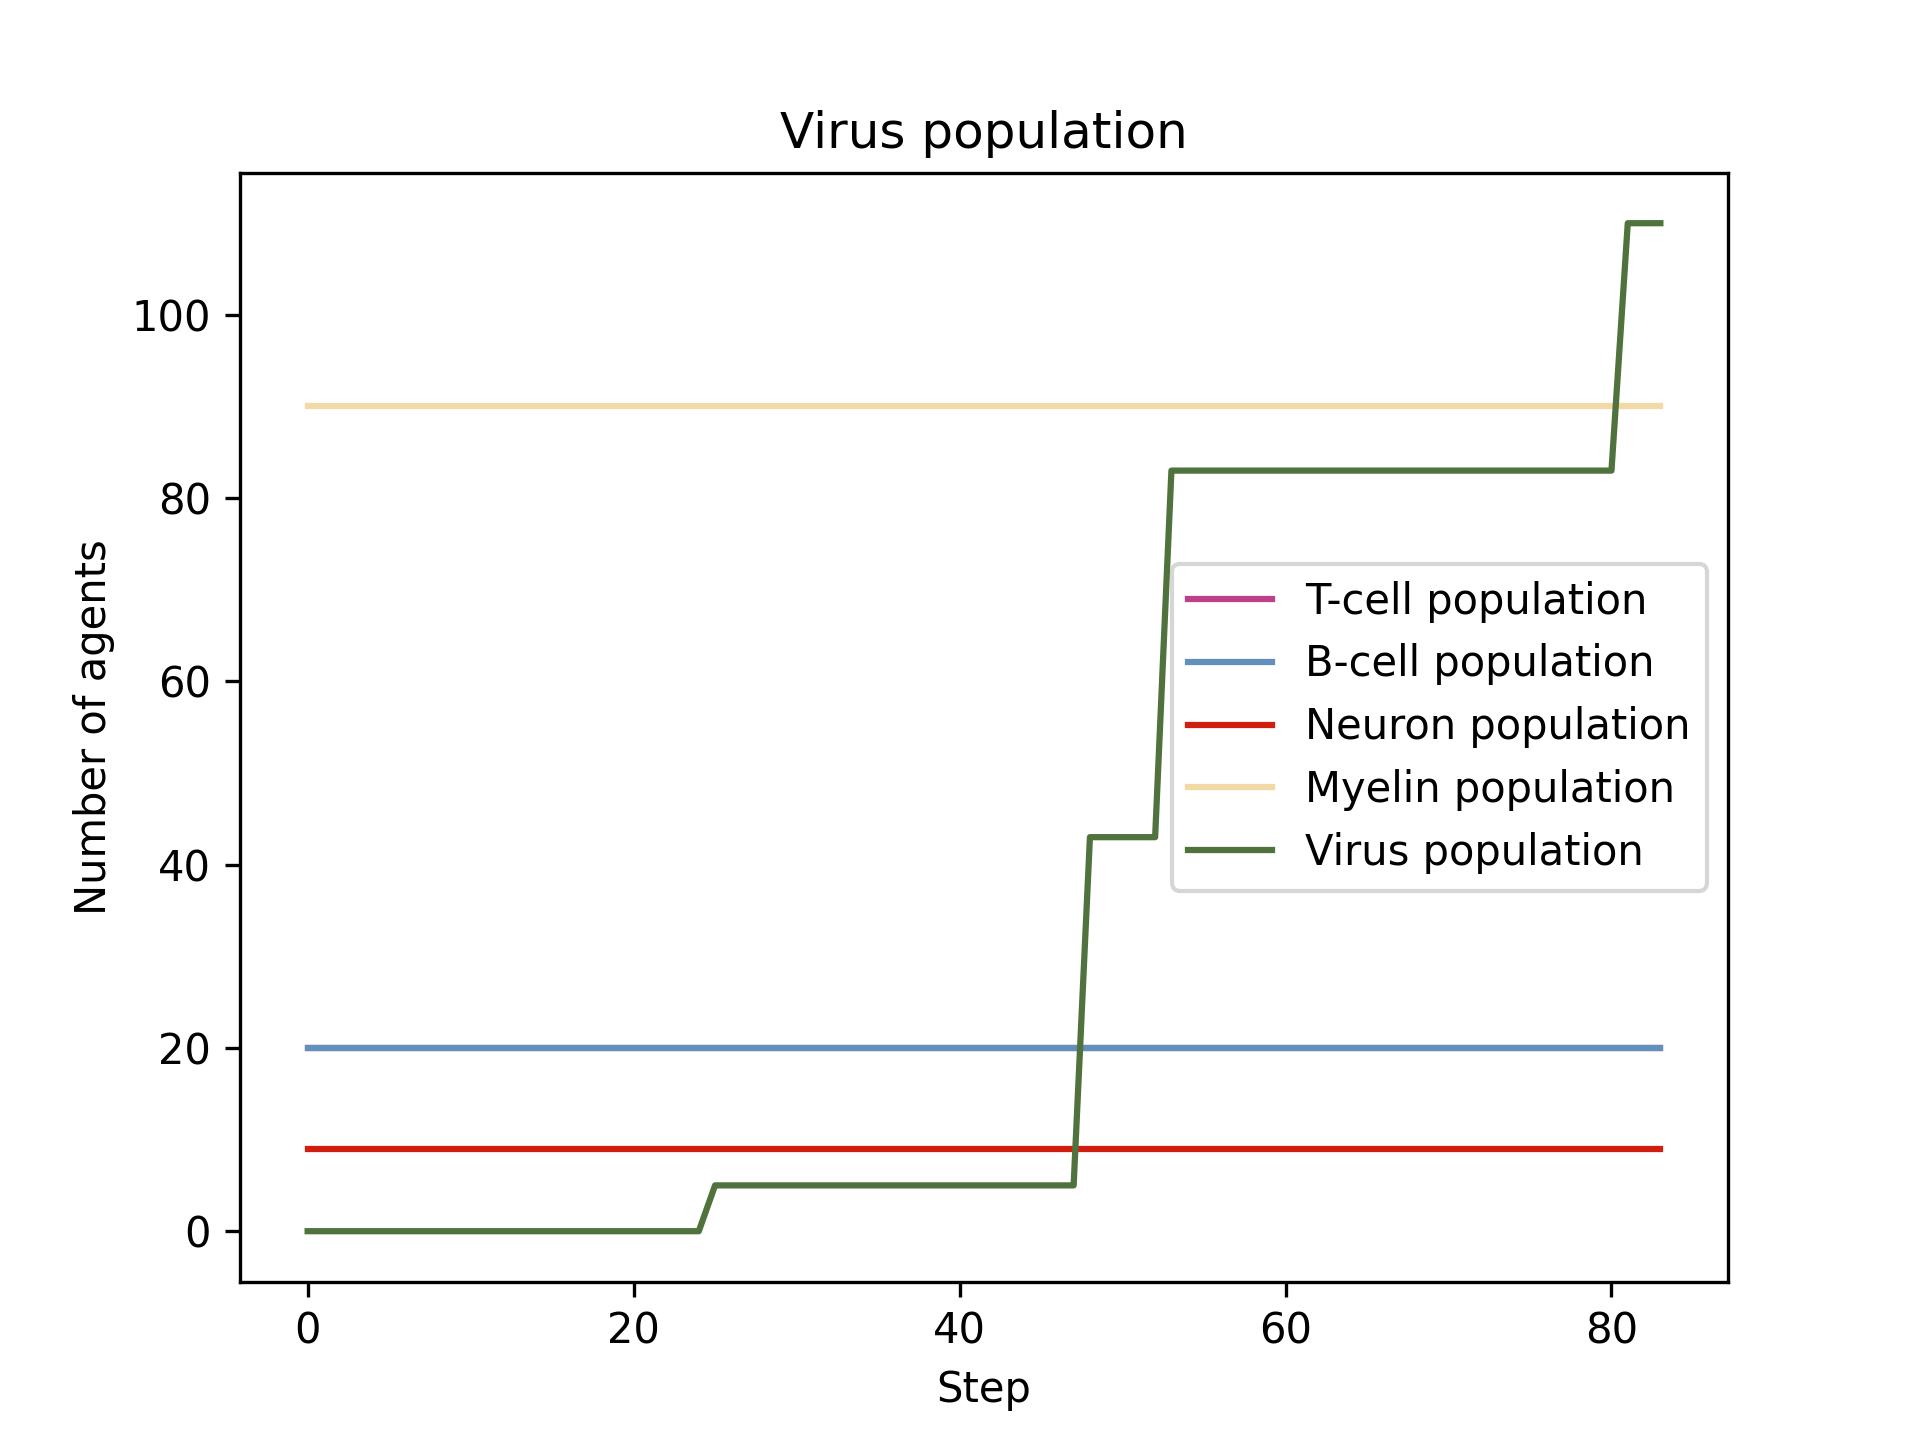 Virus population
Number of agents
100
80
60
40
20
0
T-cell population
B-cell population
Neuron population
Myelin population
Virus population
0 20 40 60 80
Step